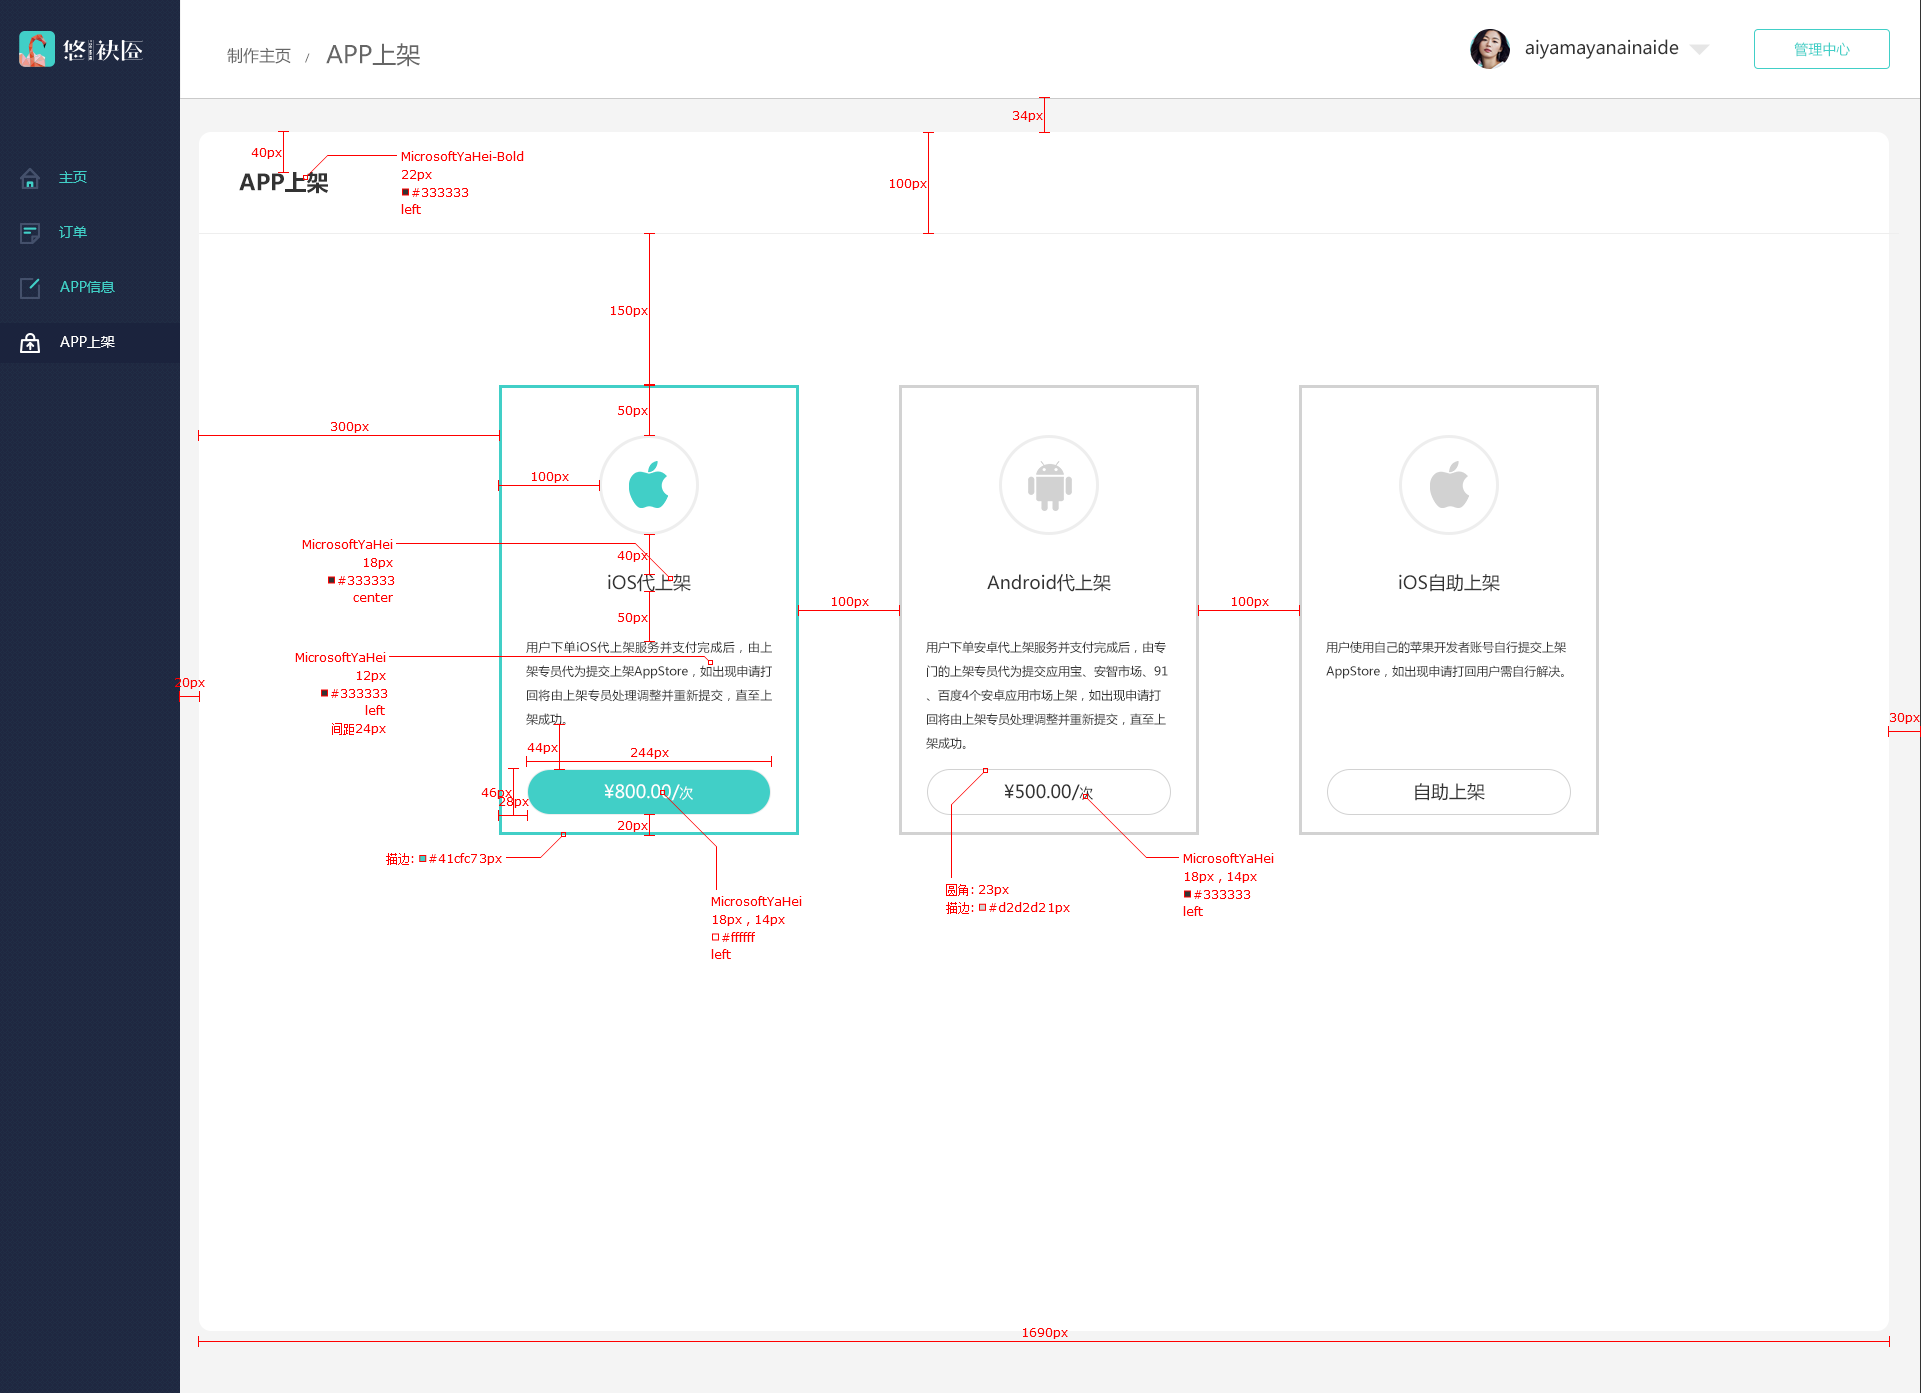 悠袂匠
制作主页 / APP上架
aiyamayanainaide
管理中心
主页
订单
APP信息
APP上架
34px
40px
APP上架
MicrosoftYaHei-Bold
22px
#333333
left
100px
150px
300px
50px
100px
MicrosoftYaHei
18px
#333333
center
40px
iOS代上架
50px
100px
Android代上架
100px
iOS自助上架
MicrosoftYaHei
12px
#333333
left
间距24px
20px
30px
用户下单iOS代上架服务并支付完成后，由上
架专员代为提交上架AppStore，如出现申请打
回将由上架专员处理调整并重新提交，直至上
架成功。
用户下单安卓代上架服务并支付完成后，由专
门的上架专员代为提交应用宝、安智市场、91
、百度4个安卓应用市场上架，如出现申请打
回将由上架专员处理调整并重新提交，直至上
架成功。
用户使用自己的苹果开发者账号自行提交上架
AppStore，如出现申请打回用户需自行解决。
44px
244px
46px
28px
¥800.00/次
¥500.00/次
自助上架
20px
描边: #41cfc73px
MicrosoftYaHei
18px , 14px
#ffffff
left
圆角: 23px
描边: #d2d2d21px
MicrosoftYaHei
18px , 14px
#333333
left
1690px